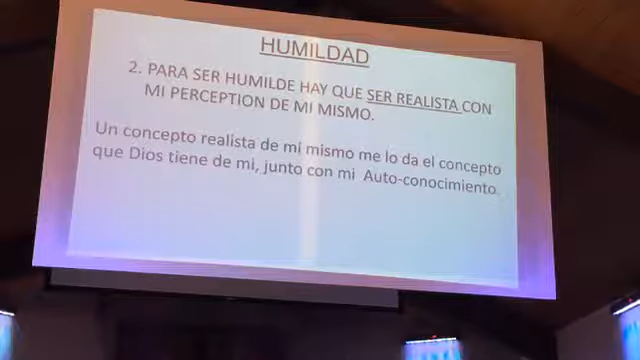 HUMILDAD
2. PARA SER HUMILDE HAY QUE SER REALISTA CON
MI PERCEPTION DE MI MISMO.
Un concepto realista de mi mismo me lo da el concepto
que Dios tiene de mi, junto con mi Auto-conocimiento.